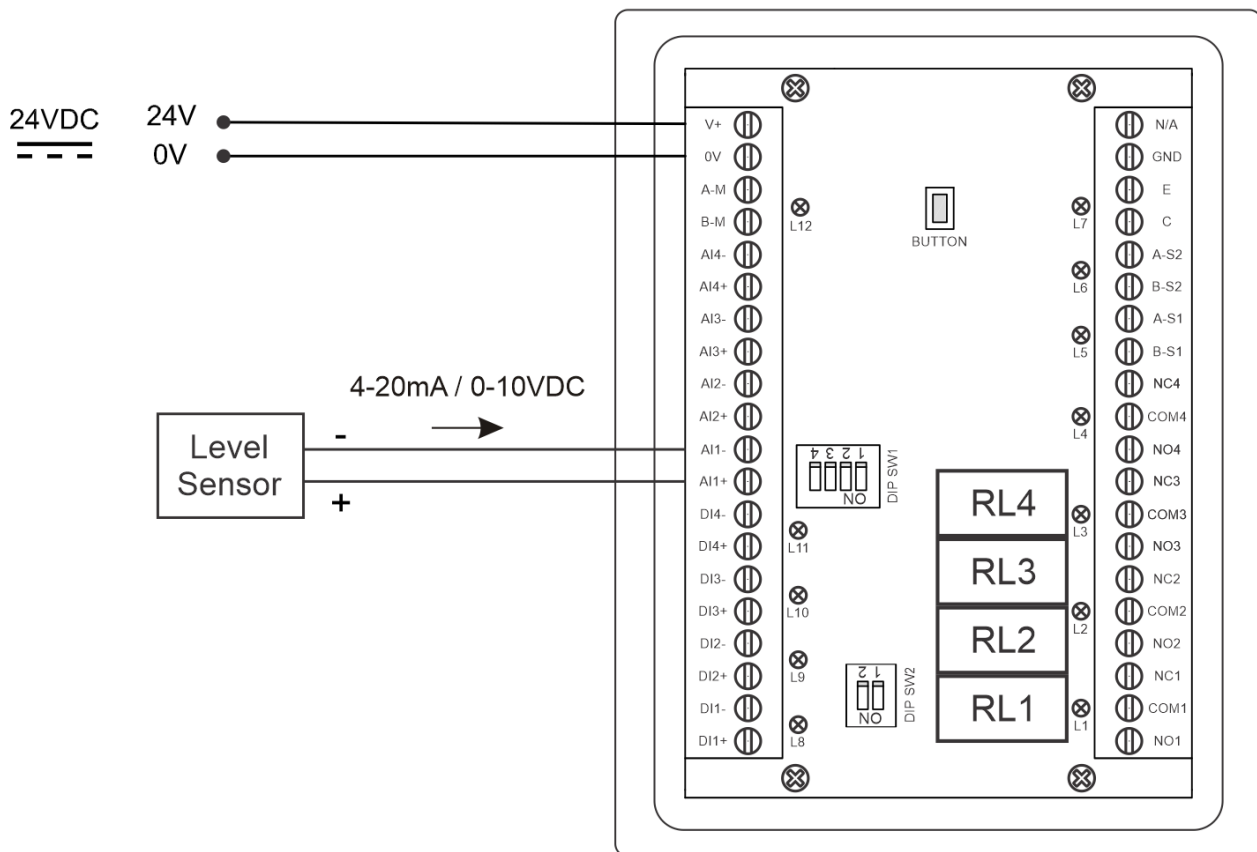 24VDC
24V
0V
4-20mA / 0-10VDC
-
Level
Sensor
+
V+
0V
A-M
B-M
AI4-
AI4+
AI3-
AI3+
AI2-
AI2+
AI1-
AI1+
DI4-
DI4+
DI3-
DI3+
DI2-
DI2+
DI1-
DI1+
L12
L11
L10
L9
L8
BUTTON
1 2 3 4
ON
DIP SW1
1 2
ON
DIP SW2
RL4
RL3
RL2
RL1
L7
L6
L5
L4
L3
L2
L1
N/A
GND
E
C
A-S2
B-S2
A-S1
B-S1
NC4
COM4
NO4
NC3
COM3
NO3
NC2
COM2
NO2
NC1
COM1
NO1